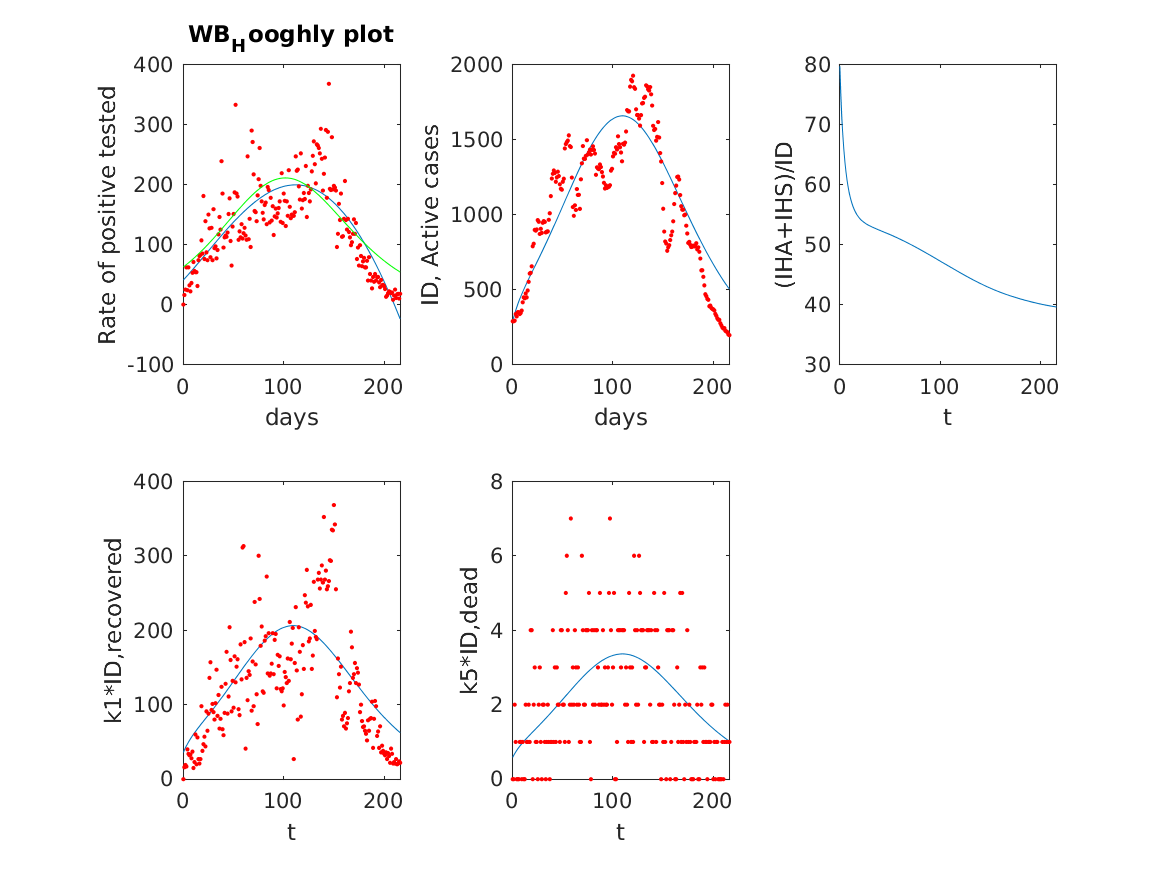 WB_Hooghly plot
400
300
200
100
0
-100
Rate of positive tested
0 100 200
days
2000
1500
1000
500
0
ID, Active cases
0 100 200
days
80
70
60
50
40
30
(IHA+IHS)/ID
0 100 200
t
400
300
200
100
0
k1*ID,recovered
0 100 200
t
8
6
4
2
0
k5*ID,dead
0 100 200
t